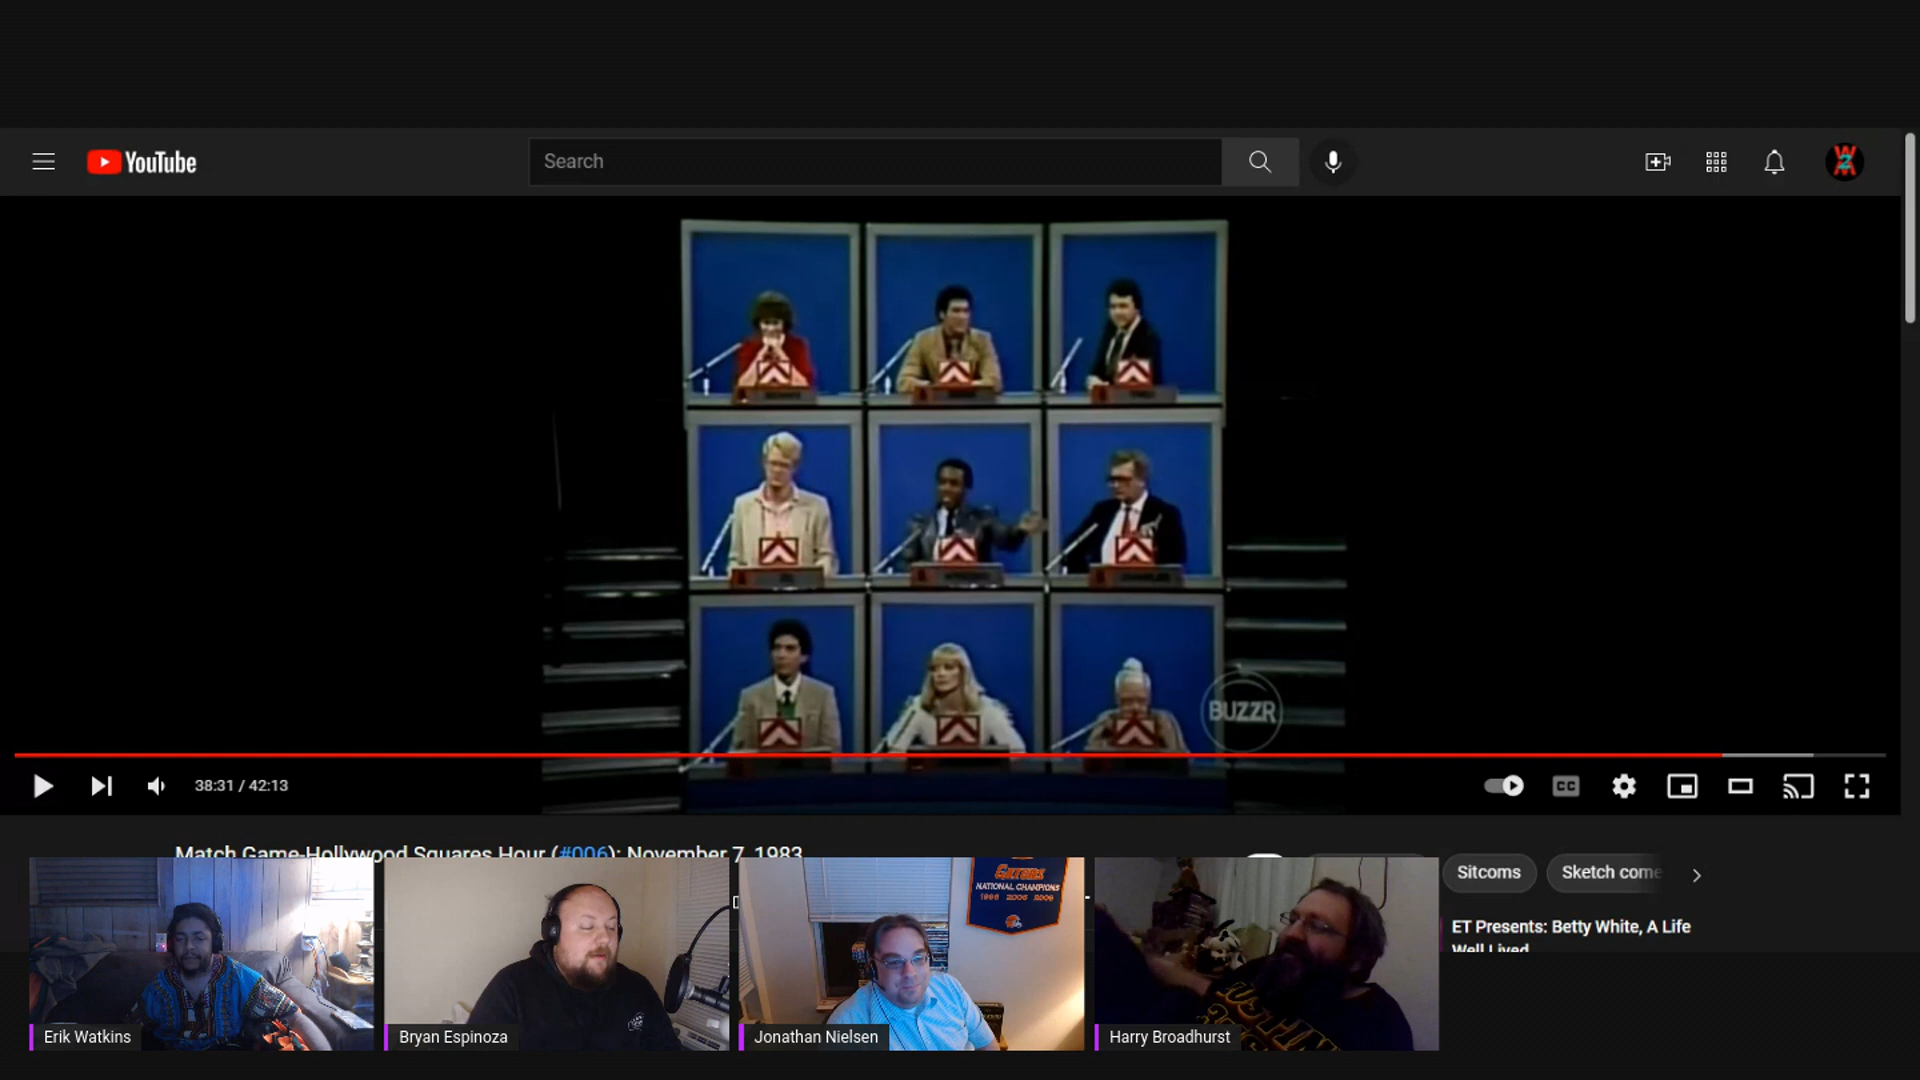 YouTube
Search
BUZZR
38:31 / 42:13
CC
Match Game-Hollywood Squares Hour (#006): November 7, 1983
Sitcoms
Sketch come
ET Presents: Betty White, A Life
Well Lived
GATORS
NATIONAL CHAMPIONS
1996 2006 2008
Erik Watkins
Bryan Espinoza
Jonathan Nielsen
Harry Broadhurst